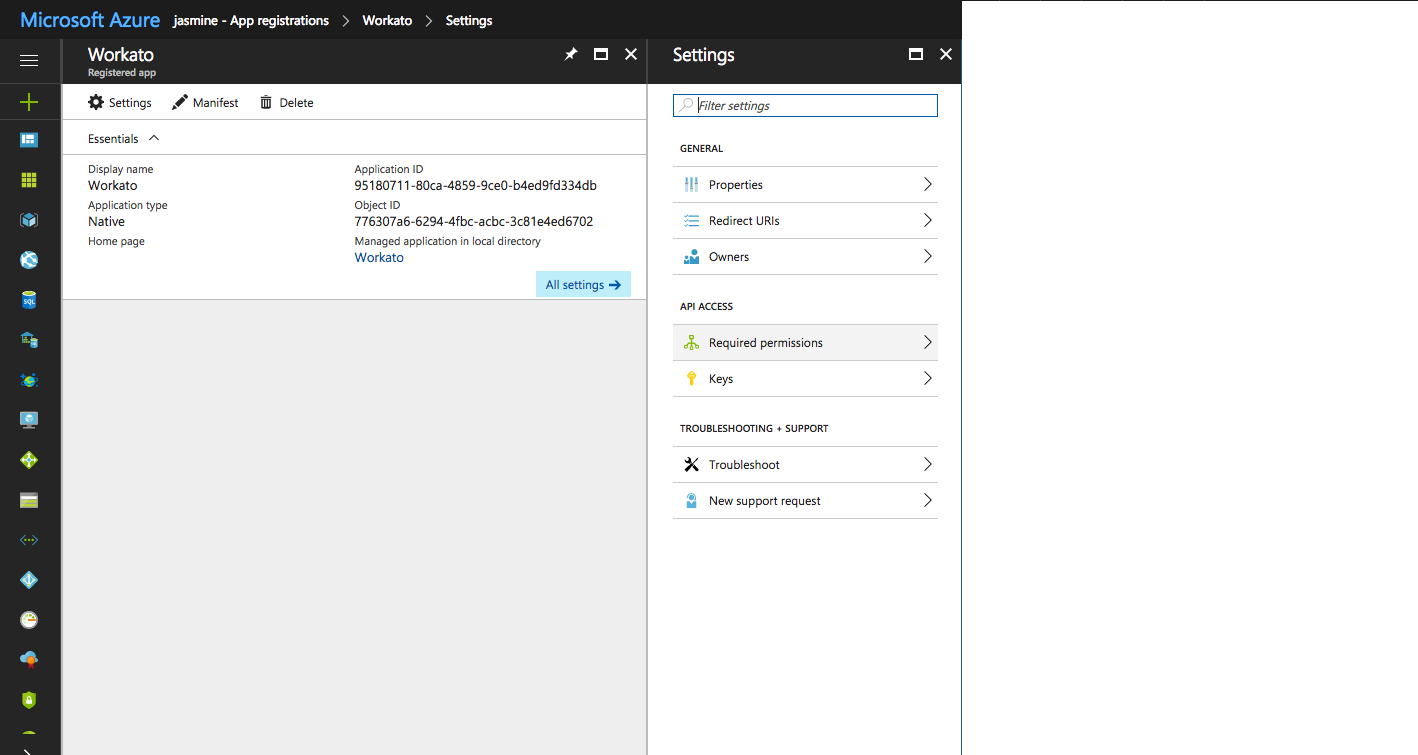 Microsoft Azure jasmine - App registrations > Workato > Settings
Workato
Registered app
Settings Manifest Delete
Essentials
Display name
Workato
Application type
Native
Home page
Application ID
95180711-80ca-4859-9ce0-b4ed9fd334db
Object ID
776307a6-6294-4fbc-acbc-3c81e4ed6702
Managed application in local directory
Workato
All settings →
Settings
Filter settings
GENERAL
Properties
Redirect URIs
Owners
API ACCESS
Required permissions
Keys
TROUBLESHOOTING + SUPPORT
Troubleshoot
New support request
SQL